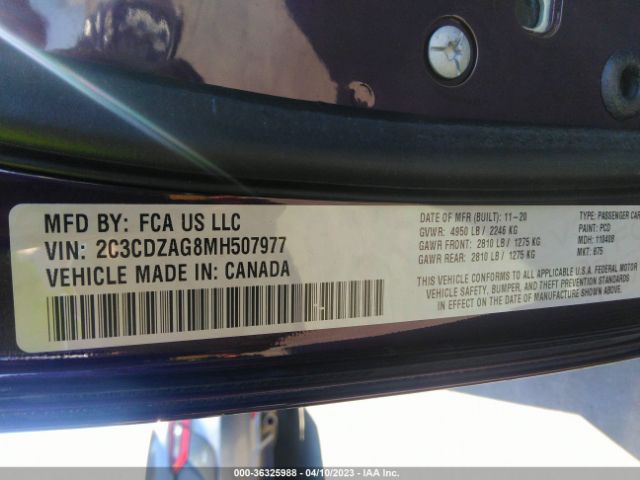 MFD BY: FCA US LLC
VIN: 2C3CDZAG8MH507977
VEHICLE MADE IN: CANADA
DATE OF MFR (BUILT): 11-20
GVWR: 4950 LB / 2246 KG
GAWR FRONT: 2810 LB / 1275 KG
GAWR REAR: 2810 LB / 1275 KG
TYPE: PASSENGER CAR
PAINT: PCD
MDH: 110408
MKT: 675
THIS VEHICLE CONFORMS TO ALL APPLICABLE U.S.A. FEDERAL MOTOR
VEHICLE SAFETY, BUMPER, AND THEFT PREVENTION STANDARDS
IN EFFECT ON THE DATE OF MANUFACTURE SHOWN ABOVE.
000-36325988 - 04/10/2023 - IAA Inc.